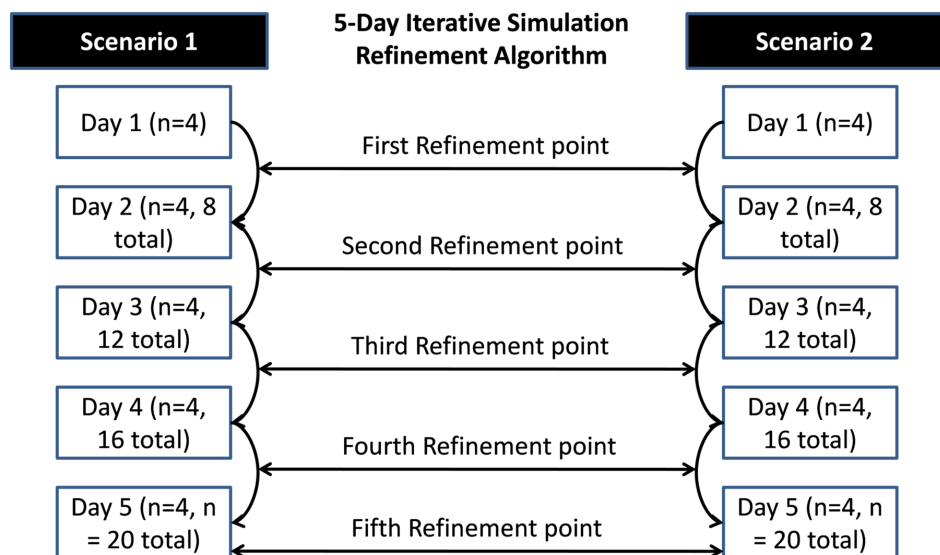 Scenario 1
5-Day Iterative Simulation
Refinement Algorithm
Scenario 2
Day 1 (n=4)
First Refinement point
Day 1 (n=4)
Day 2 (n=4, 8
total)
Second Refinement point
Day 2 (n=4, 8
total)
Day 3 (n=4,
12 total)
Third Refinement point
Day 3 (n=4,
12 total)
Day 4 (n=4,
16 total)
Fourth Refinement point
Day 4 (n=4,
16 total)
Day 5 (n=4, n
= 20 total)
Fifth Refinement point
Day 5 (n=4, n
= 20 total)